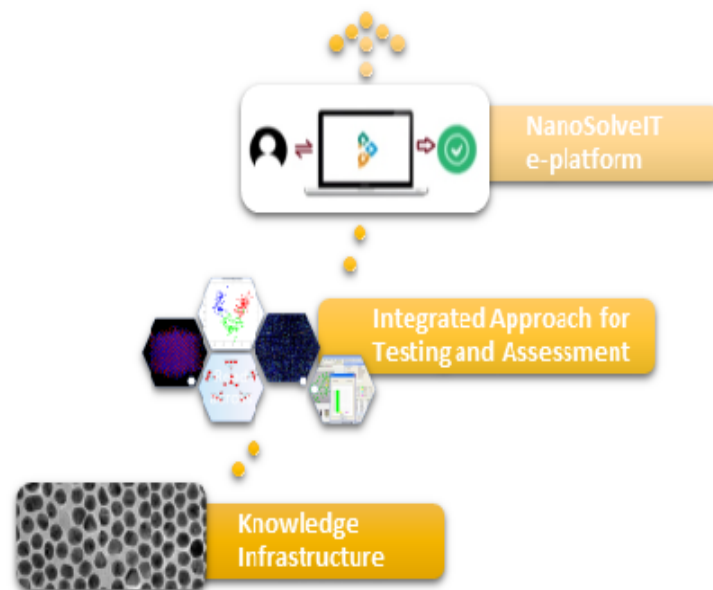 NanoSolveIT
e-platform
Integrated Approach for
Testing and Assessment
Knowledge
Infrastructure